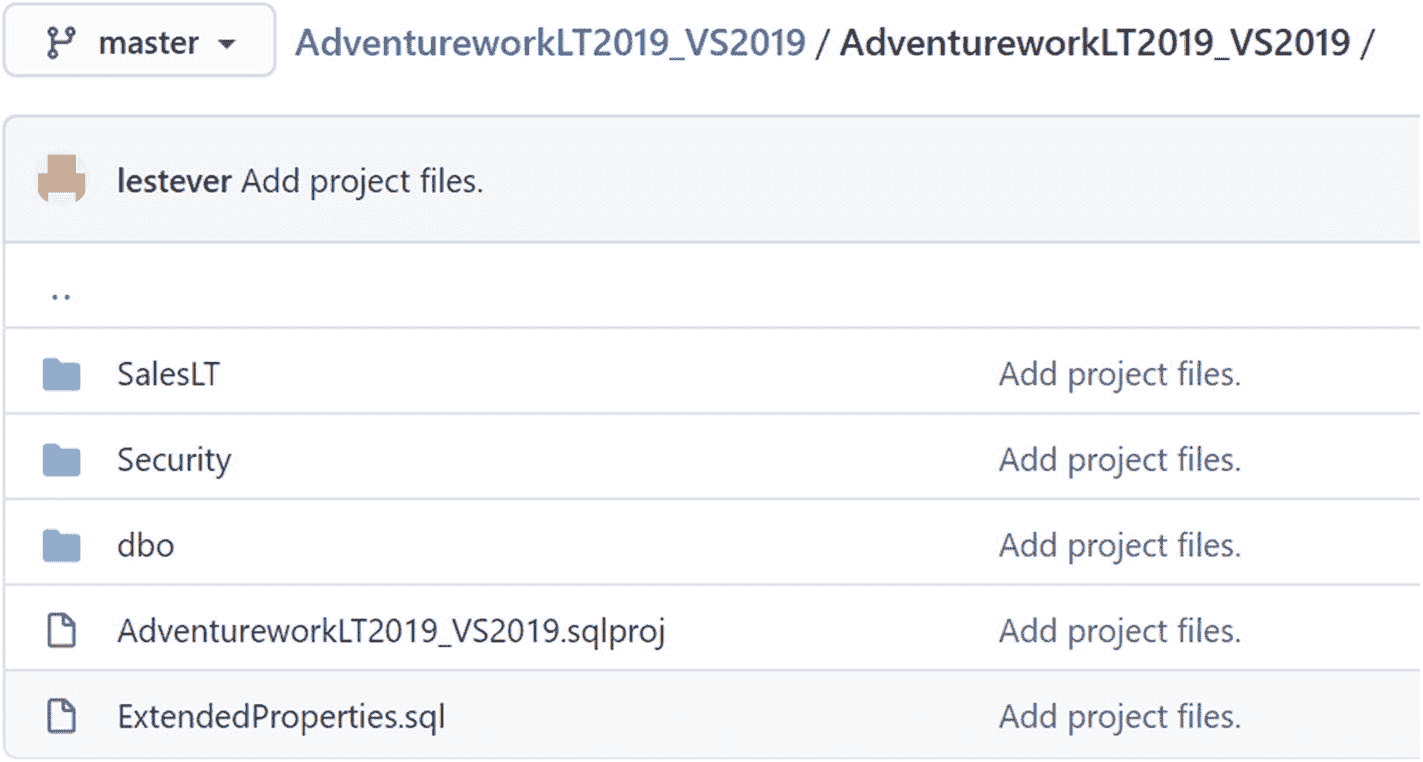 master AdventureworkLT2019_VS2019 / AdventureworkLT2019_VS2019 /
lestever Add project files.
..
SalesLT Add project files.
Security Add project files.
dbo Add project files.
AdventureworkLT2019_VS2019.sqlproj Add project files.
ExtendedProperties.sql Add project files.